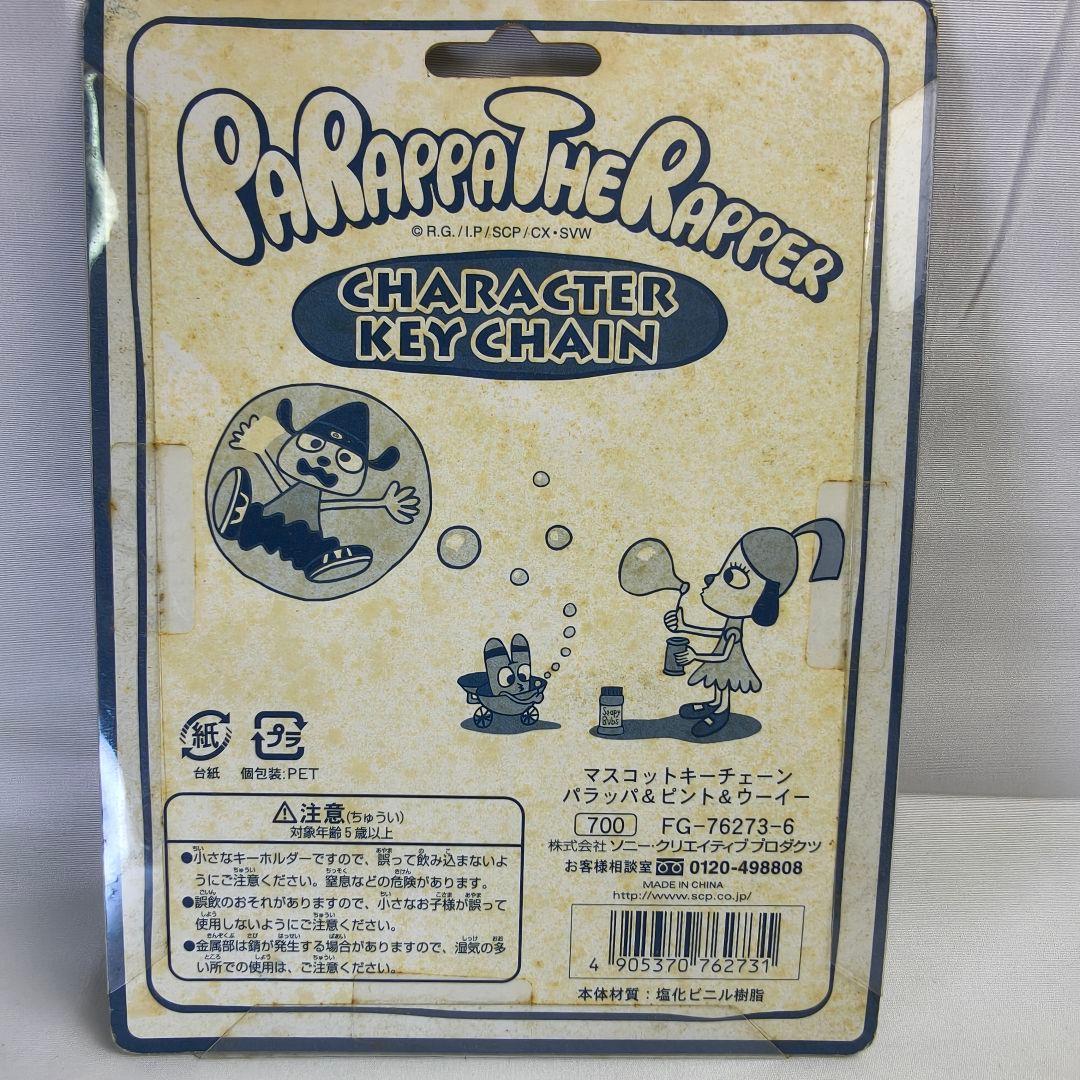 PARAPPA THE RAPPER
© R.G. / I.P / SCP / CX・SVW
CHARACTER
KEY CHAIN
Soapy
Bubs
紙
プラ
台紙 個包装:PET
⚠注意(ちゅうい)
対象年齢5歳以上
●小さなキーホルダーですので、誤って飲み込まないよ
うにご注意ください。窒息などの危険があります。
●誤飲のおそれがありますので、小さなお子様が誤って
使用しないようにご注意ください。
●金属部は錆が発生する場合がありますので、湿気の多
い所での使用は、ご注意ください。
マスコットキーチェーン
パラッパ&ピント&ウーイー
700 FG-76273-6
株式会社 ソニー・クリエイティブ プロダクツ
お客様相談室 0120-498808
MADE IN CHINA
http://www.scp.co.jp/
4 905370 762731
本体材質:塩化ビニル樹脂